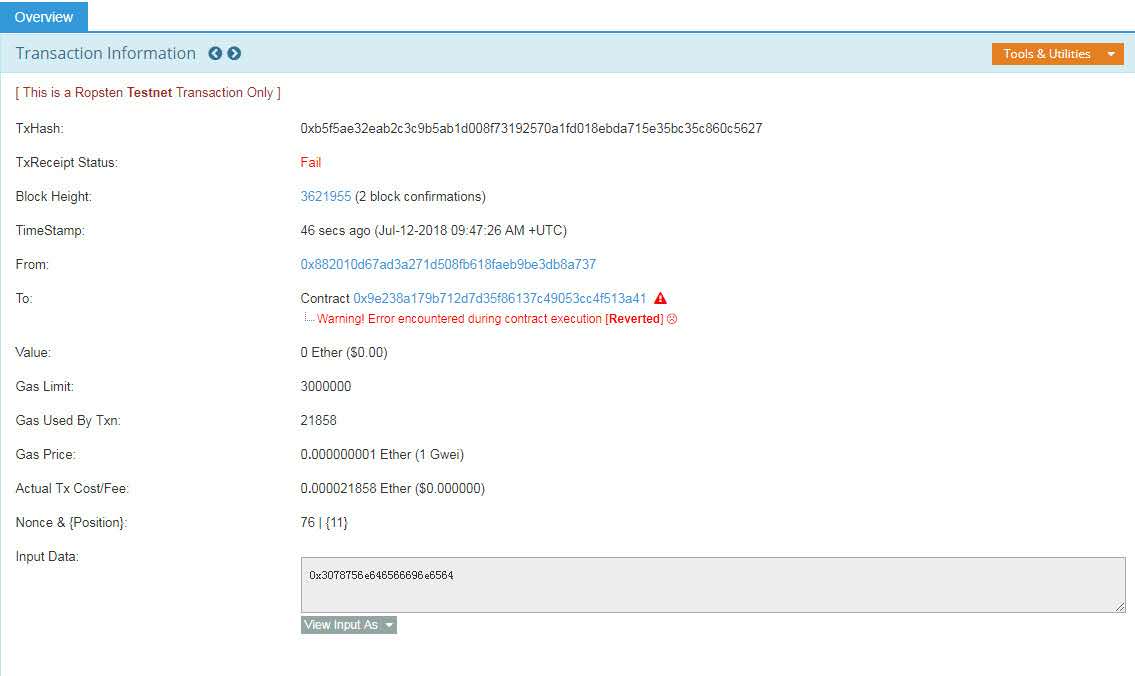 Overview
Transaction Information
Tools & Utilities
[ This is a Ropsten Testnet Transaction Only ]
TxHash: 0xb5f5ae32eab2c3c9b5ab1d008f73192570a1fd018ebda715e35bc35c860c5627
TxReceipt Status: Fail
Block Height: 3621955 (2 block confirmations)
TimeStamp: 46 secs ago (Jul-12-2018 09:47:26 AM +UTC)
From: 0x882010d67ad3a271d508fb618faeb9be3db8a737
To: Contract 0x9e238a179b712d7d35f86137c49053cc4f513a41
Warning! Error encountered during contract execution [Reverted]
Value: 0 Ether ($0.00)
Gas Limit: 3000000
Gas Used By Txn: 21858
Gas Price: 0.000000001 Ether (1 Gwei)
Actual Tx Cost/Fee: 0.000021858 Ether ($0.000000)
Nonce & {Position}: 76 | {11}
Input Data:
0x3078756e646566696e6564
View Input As